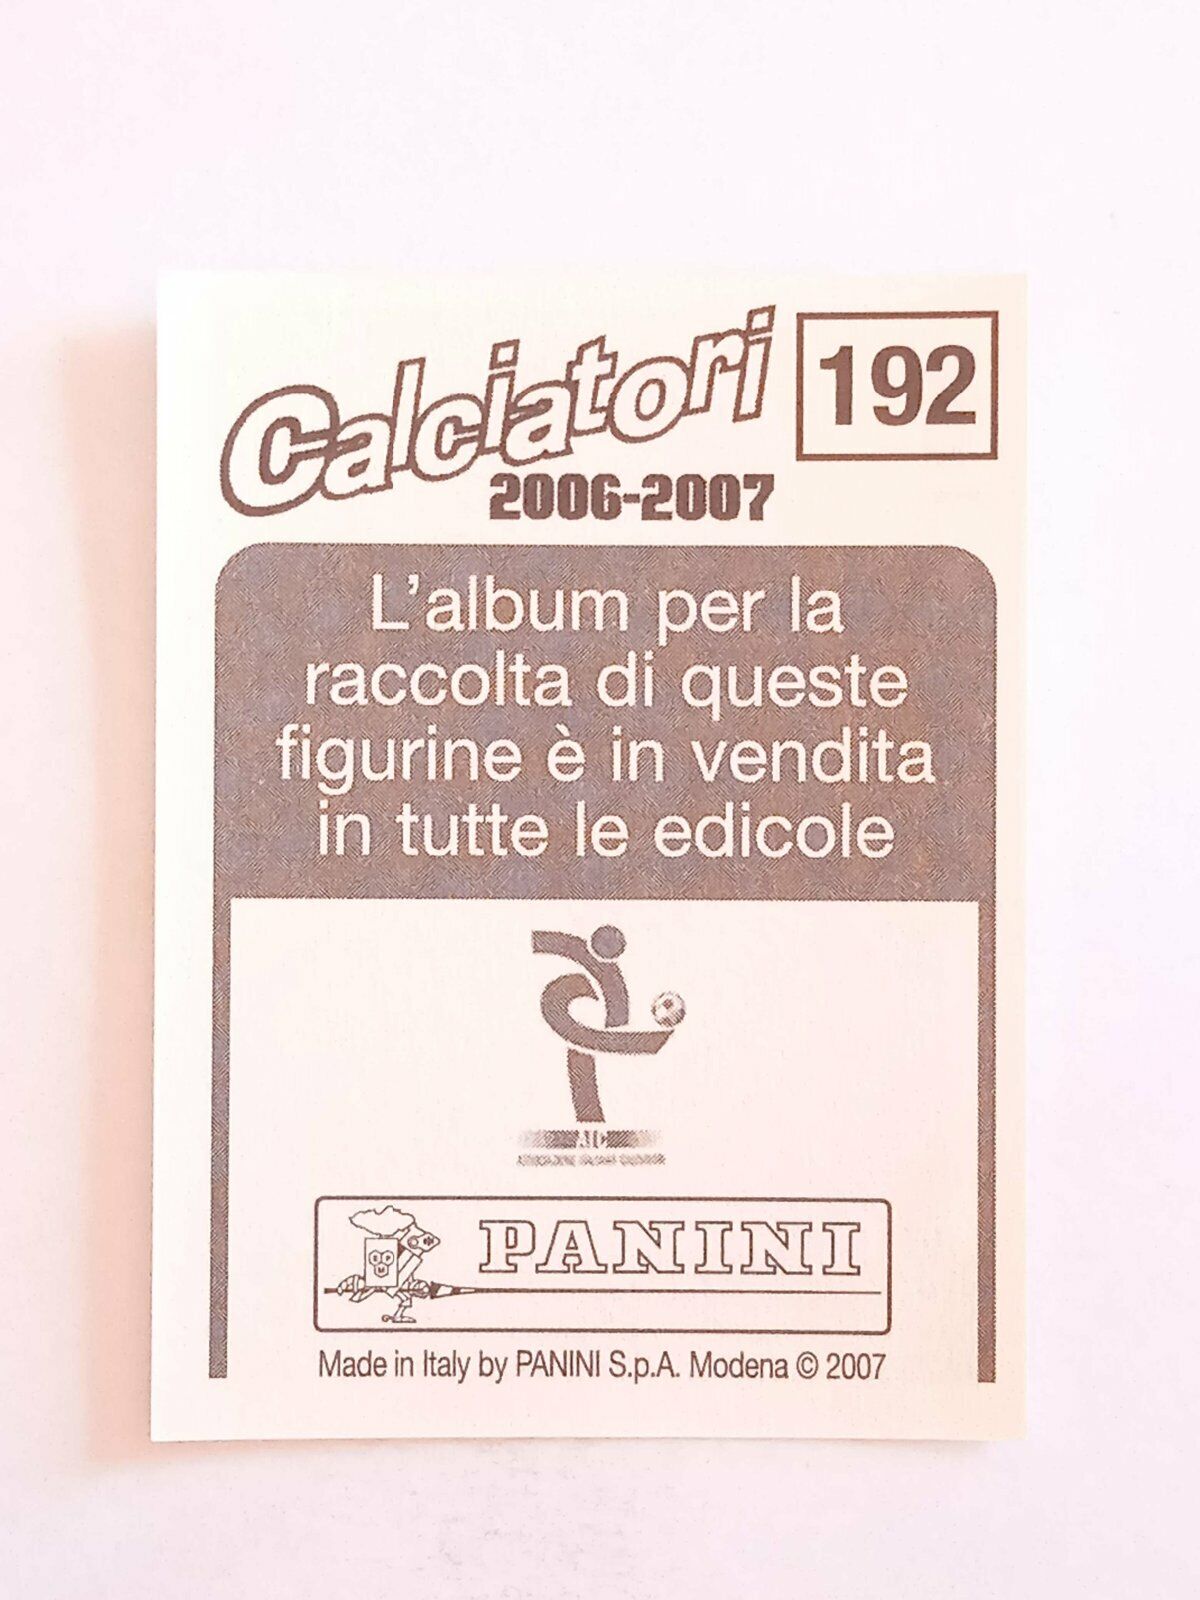 Calciatori
192
2006-2007
L'album per la
raccolta di queste
figurine è in vendita
in tutte le edicole
AIC
PANINI
Made in Italy by PANINI S.p.A. Modena © 2007